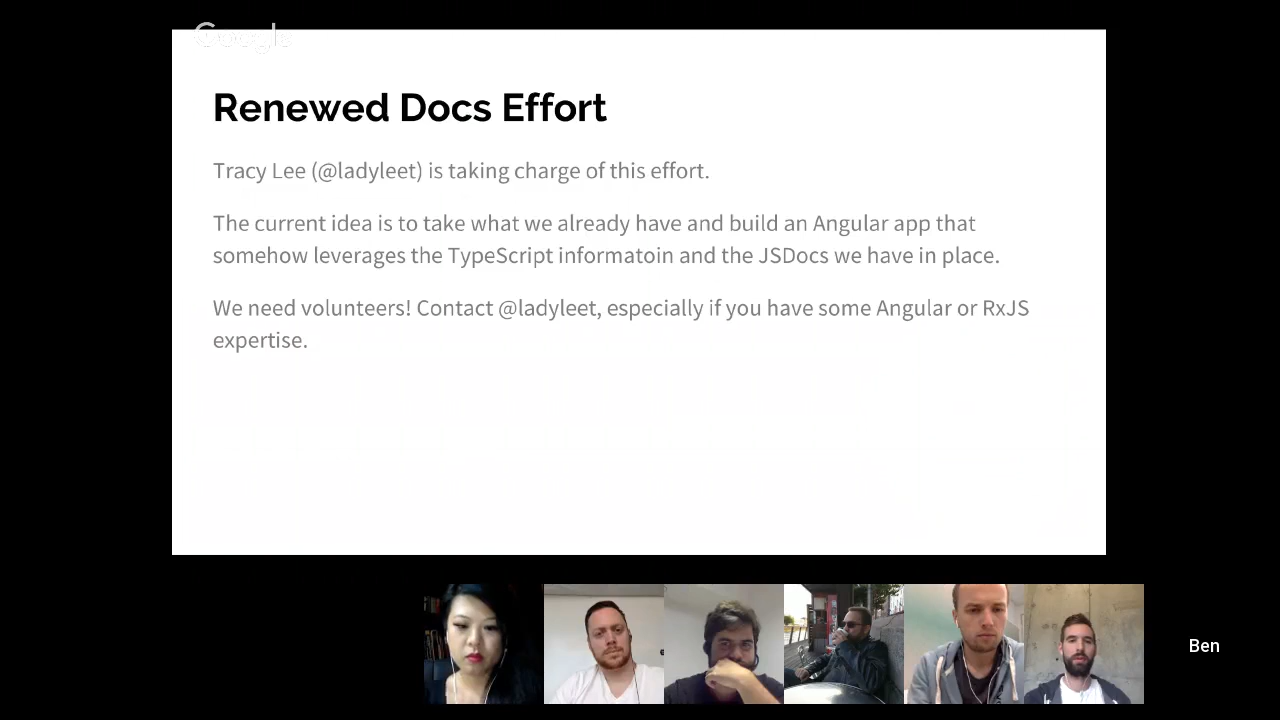 Google
Renewed Docs Effort
Tracy Lee (@ladyleet) is taking charge of this effort.
The current idea is to take what we already have and build an Angular app that
somehow leverages the TypeScript informatoin and the JSDocs we have in place.
We need volunteers! Contact @ladyleet, especially if you have some Angular or RxJS
expertise.
Ben